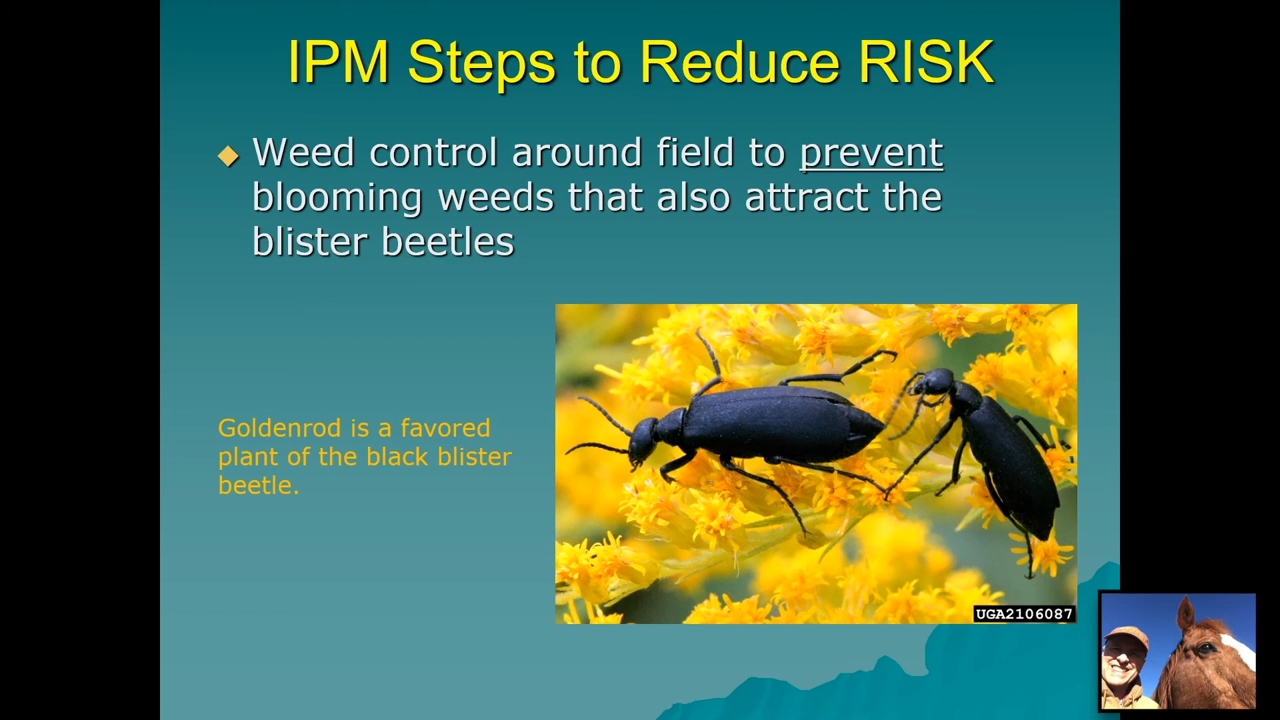 IPM Steps to Reduce RISK
Weed control around field to prevent
blooming weeds that also attract the
blister beetles
Goldenrod is a favored
plant of the black blister
beetle.
UGA2106087